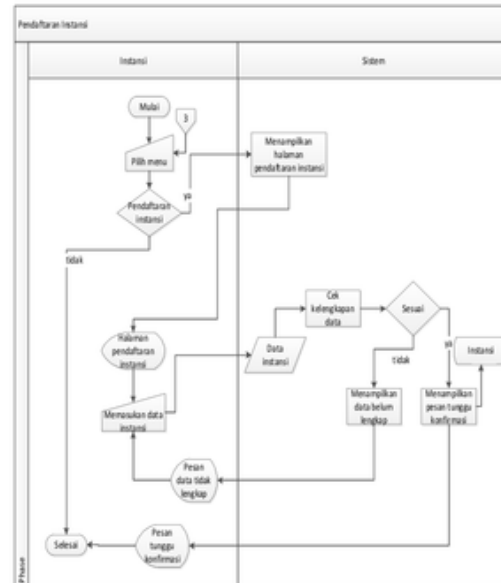 Pendaftaran Instansi
Instansi
Sistem
Mulai
3
Pilih menu
Menampilkan
halaman
pendaftaran instansi
Pendaftaran
instansi
ya
tidak
Halaman
pendaftaran
instansi
Cek
kelengkapan
data
Sesuai
Data
instansi
ya
Instansi
tidak
Memasukan data
instansi
Menampilkan
data belum
lengkap
Menampilkan
pesan tunggu
konfirmasi
Pesan
data tidak
lengkap
Pesan
tunggu
konfirmasi
Selesai
Phase